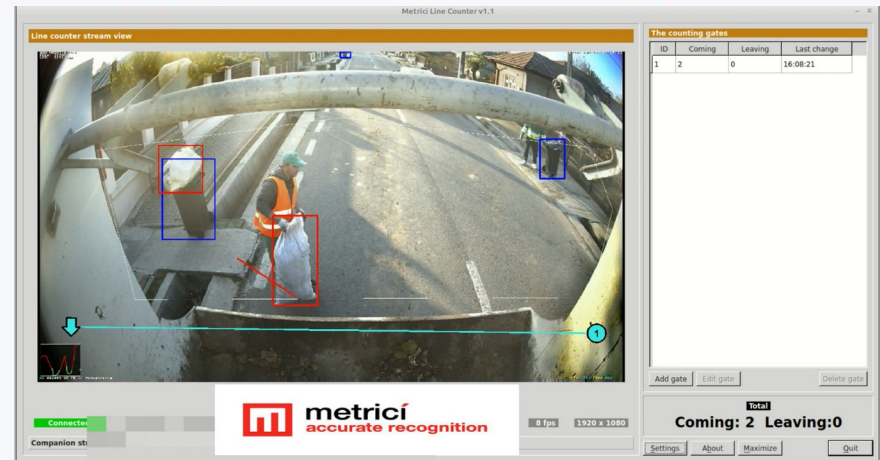 Metrici Line Counter v1.1
Line counter stream view
The counting gates
ID Coming Leaving Last change
1 2 0 16:08:21
1
Add gate Edit gate Delete gate
Total
Coming: 2 Leaving:0
Connected
8 fps 1920 x 1080
metrici
accurate recognition
Companion
Settings About Maximize Quit